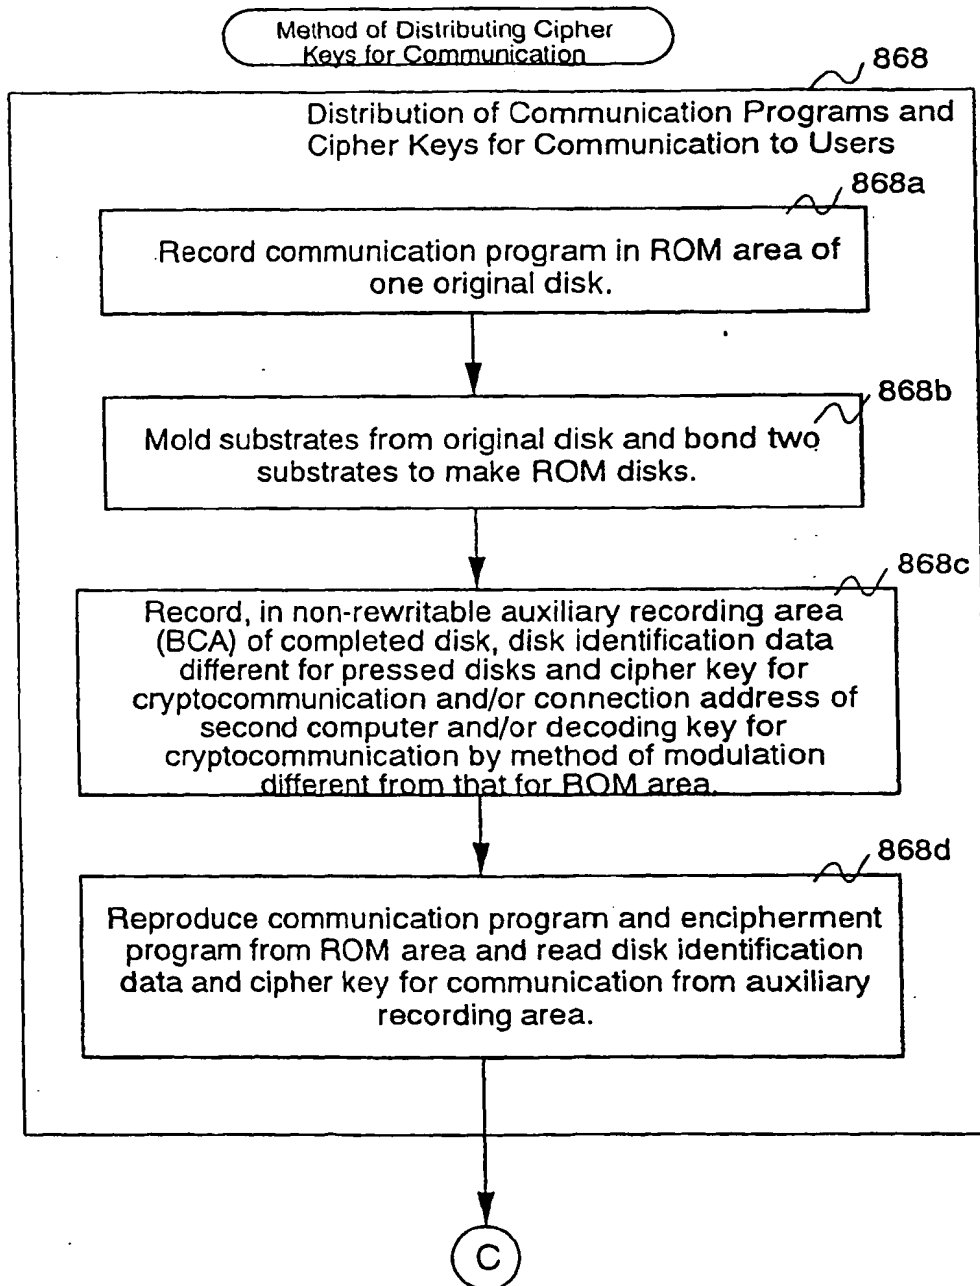 Method of Distributing Cipher
Keys for Communication
868
Distribution of Communication Programs and
Cipher Keys for Communication to Users
868a
Record communication program in ROM area of
one original disk.
868b
Mold substrates from original disk and bond two
substrates to make ROM disks.
868c
Record, in non-rewritable auxiliary recording area
(BCA) of completed disk, disk identification data
different for pressed disks and cipher key for
cryptocommunication and/or connection address of
second computer and/or decoding key for
cryptocommunication by method of modulation
different from that for ROM area.
868d
Reproduce communication program and encipherment
program from ROM area and read disk identification
data and cipher key for communication from auxiliary
recording area.
C